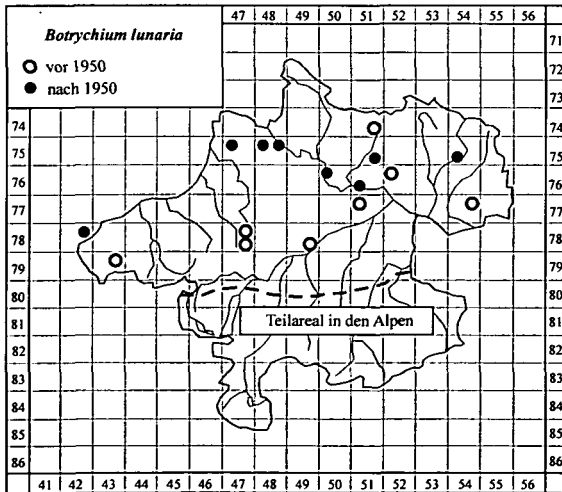 47 48 49 50 51 52 53 54 55 56
Botrychium lunaria
vor 1950
nach 1950
71
72
73
74 74
75 75
76 76
77 77
78 78
79 79
80 80
Teilareal in den Alpen
81 81
82 82
83 83
84 84
85 85
86 86
41 42 43 44 45 46 47 48 49 50 51 52 53 54 55 56